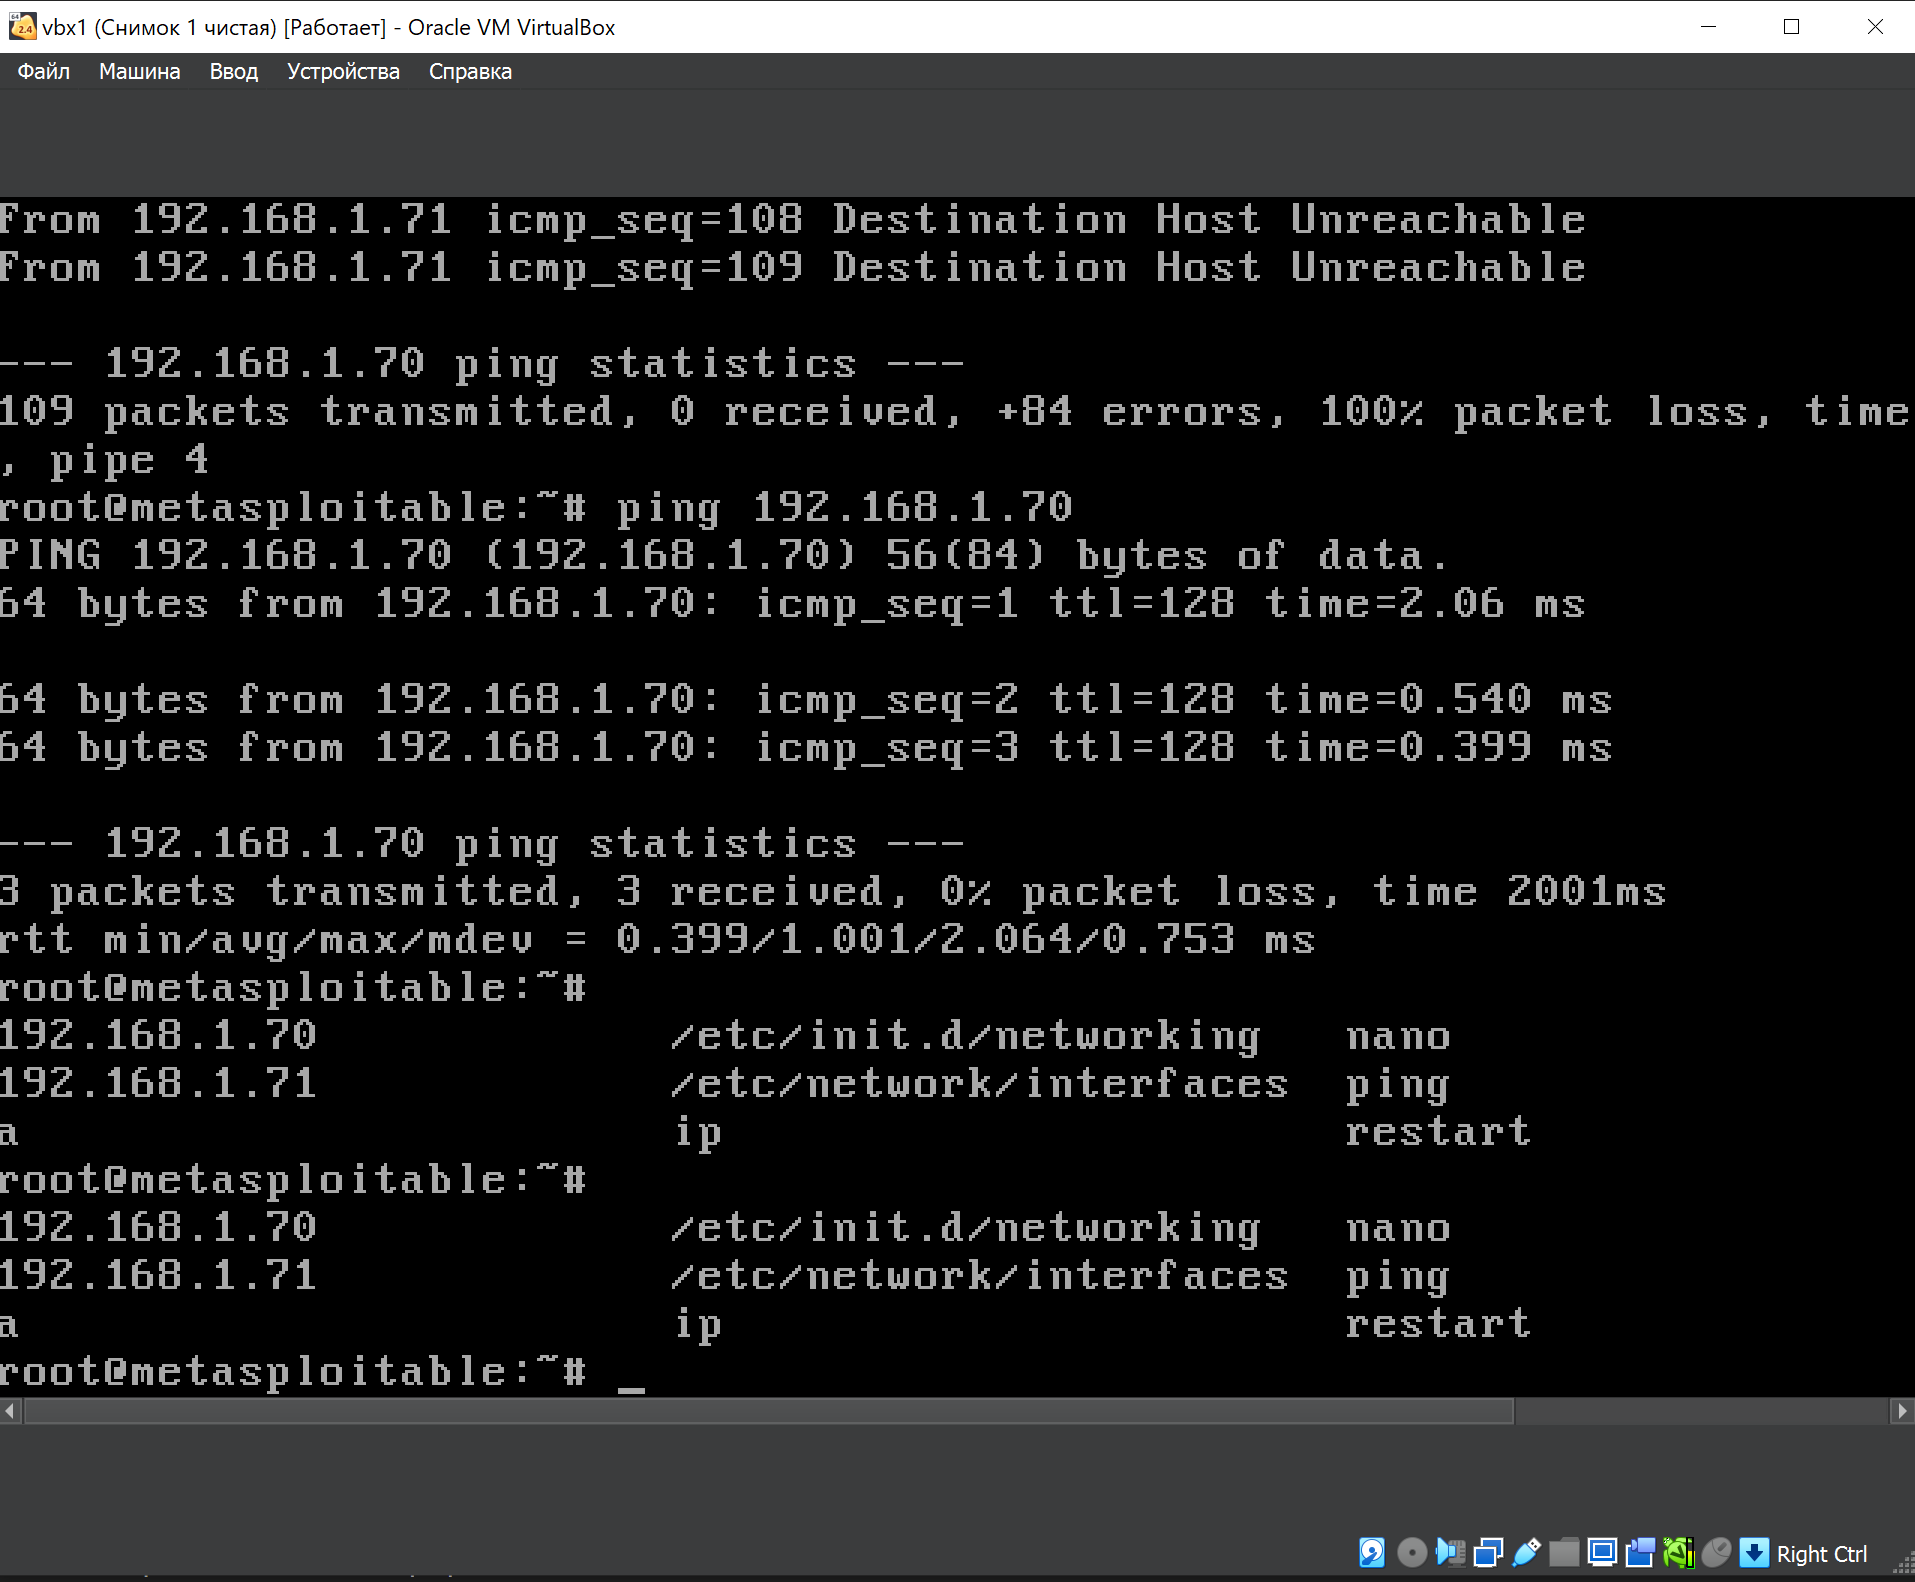 vbx1 (Снимок 1 чистая) [Работает] - Oracle VM VirtualBox
Файл Машина Ввод Устройства Справка
From 192.168.1.71 icmp_seq=108 Destination Host Unreachable
From 192.168.1.71 icmp_seq=109 Destination Host Unreachable
--- 192.168.1.70 ping statistics ---
109 packets transmitted, 0 received, +84 errors, 100% packet loss, time
, pipe 4
root@metasploitable:~# ping 192.168.1.70
PING 192.168.1.70 (192.168.1.70) 56(84) bytes of data.
64 bytes from 192.168.1.70: icmp_seq=1 ttl=128 time=2.06 ms
64 bytes from 192.168.1.70: icmp_seq=2 ttl=128 time=0.540 ms
64 bytes from 192.168.1.70: icmp_seq=3 ttl=128 time=0.399 ms
--- 192.168.1.70 ping statistics ---
3 packets transmitted, 3 received, 0% packet loss, time 2001ms
rtt min/avg/max/mdev = 0.399/1.001/2.064/0.753 ms
root@metasploitable:~#
192.168.1.70 /etc/init.d/networking nano
192.168.1.71 /etc/network/interfaces ping
a ip restart
root@metasploitable:~#
192.168.1.70 /etc/init.d/networking nano
192.168.1.71 /etc/network/interfaces ping
a ip restart
root@metasploitable:~# _
Right Ctrl